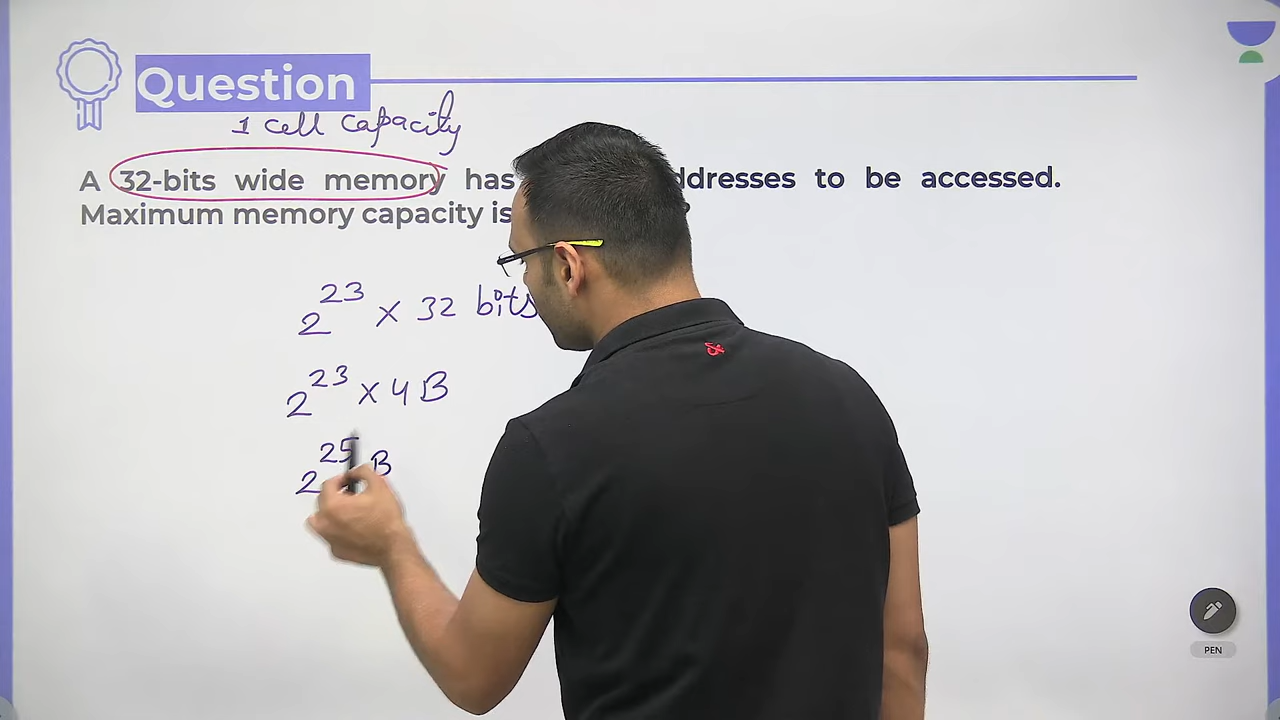 Question
1 cell capacity
A 32-bits wide memory has ddresses to be accessed.
Maximum memory capacity is ?
2^23 × 32 bits
2^23 × 4 B
2^25 B
PEN